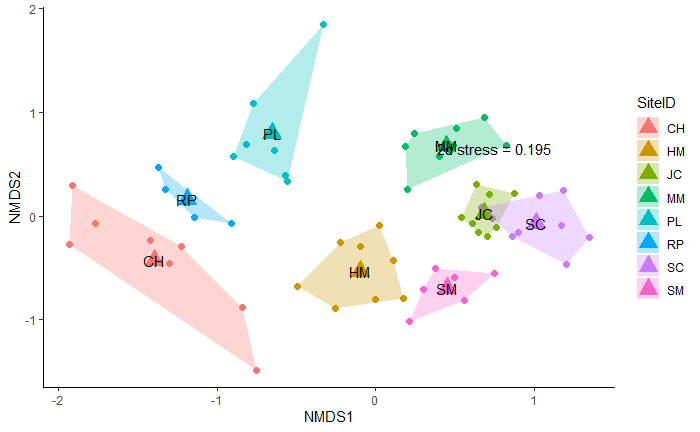 2
1
0
-1
-2
-1
0
1
NMDS2
NMDS1
PL
MM
2d stress = 0.195
RP
JC
SC
CH
HM
SM
SiteID
CH
HM
JC
MM
PL
RP
SC
SM